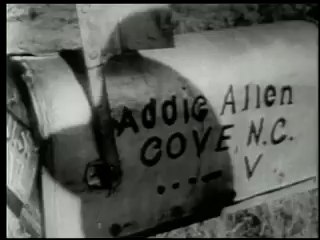 Addie Allen
COVE, N.C.
....— V